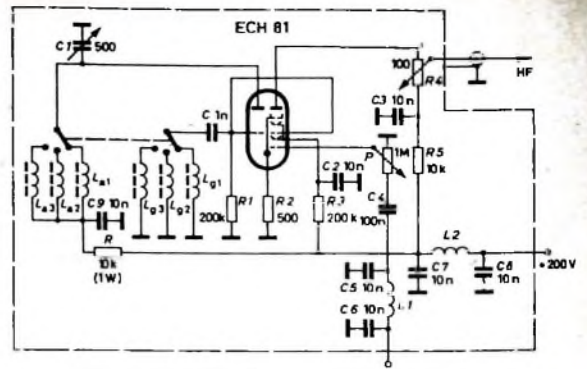 ECH 81
C1
500
100
R4
HF
C3 10n
C 1n
P
1M
R5
10k
C2 10n
La3
La2
La1
C9 10n
Lg3
Lg2
Lg1
R1
200k
R2
500
R3
200k
C4
100n
R
10k
(1W)
L2
C5 10n
C7
10n
C8
10n
+200V
C6 10n
L1